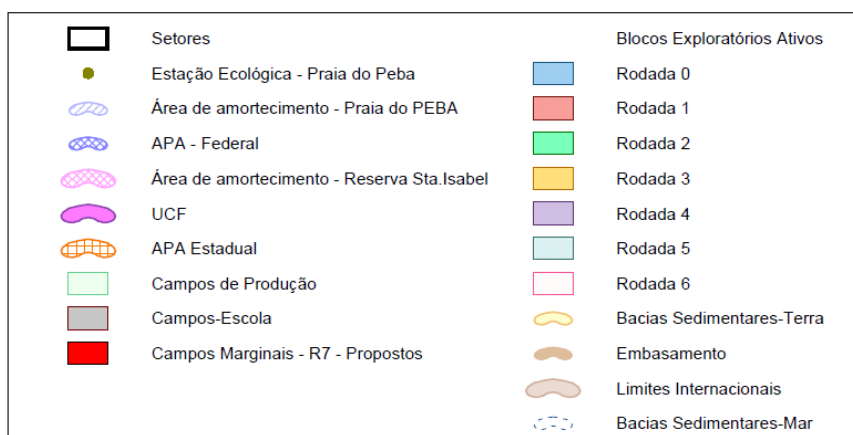 Setores
Estação Ecológica - Praia do Peba
Área de amortecimento - Praia do PEBA
APA - Federal
Área de amortecimento - Reserva Sta.Isabel
UCF
APA Estadual
Campos de Produção
Campos-Escola
Campos Marginais - R7 - Propostos
Blocos Exploratórios Ativos
Rodada 0
Rodada 1
Rodada 2
Rodada 3
Rodada 4
Rodada 5
Rodada 6
Bacias Sedimentares-Terra
Embasamento
Limites Internacionais
Bacias Sedimentares-Mar